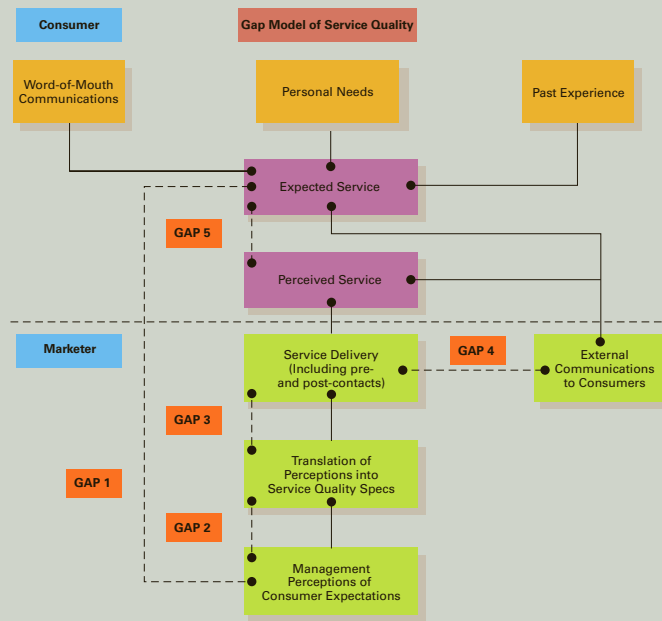 Consumer
Gap Model of Service Quality
Word-of-Mouth
Communications
Personal Needs
Past Experience
Expected Service
GAP 5
Perceived Service
Marketer
Service Delivery
(Including pre-
and post-contacts)
GAP 4
External
Communications
to Consumers
GAP 3
Translation of
Perceptions into
Service Quality Specs
GAP 1
GAP 2
Management
Perceptions of
Consumer Expectations